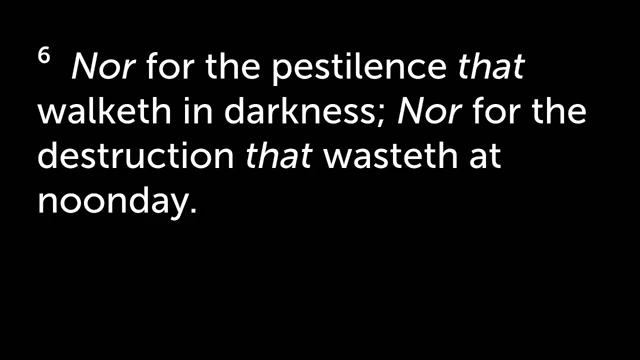 6 Nor for the pestilence that
walketh in darkness; Nor for the
destruction that wasteth at
noonday.